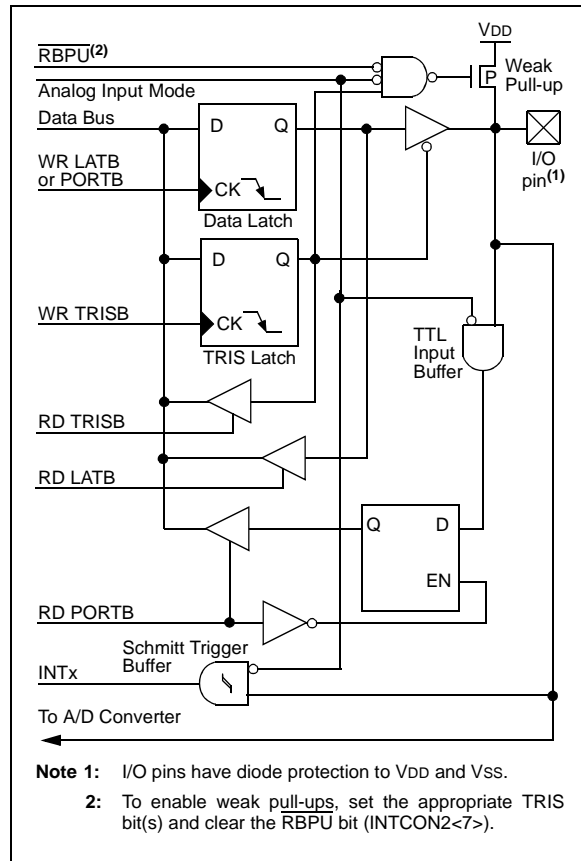 VDD
RBPU(2)
Weak
Pull-up
P
Analog Input Mode
Data Bus
D
Q
I/O
pin(1)
WR LATB
or PORTB
CK
Data Latch
D
Q
WR TRISB
CK
TRIS Latch
TTL
Input
Buffer
RD TRISB
RD LATB
Q
D
EN
RD PORTB
Schmitt Trigger
Buffer
INTx
To A/D Converter
Note 1: I/O pins have diode protection to VDD and VSS.
2: To enable weak pull-ups, set the appropriate TRIS
bit(s) and clear the RBPU bit (INTCON2<7>).